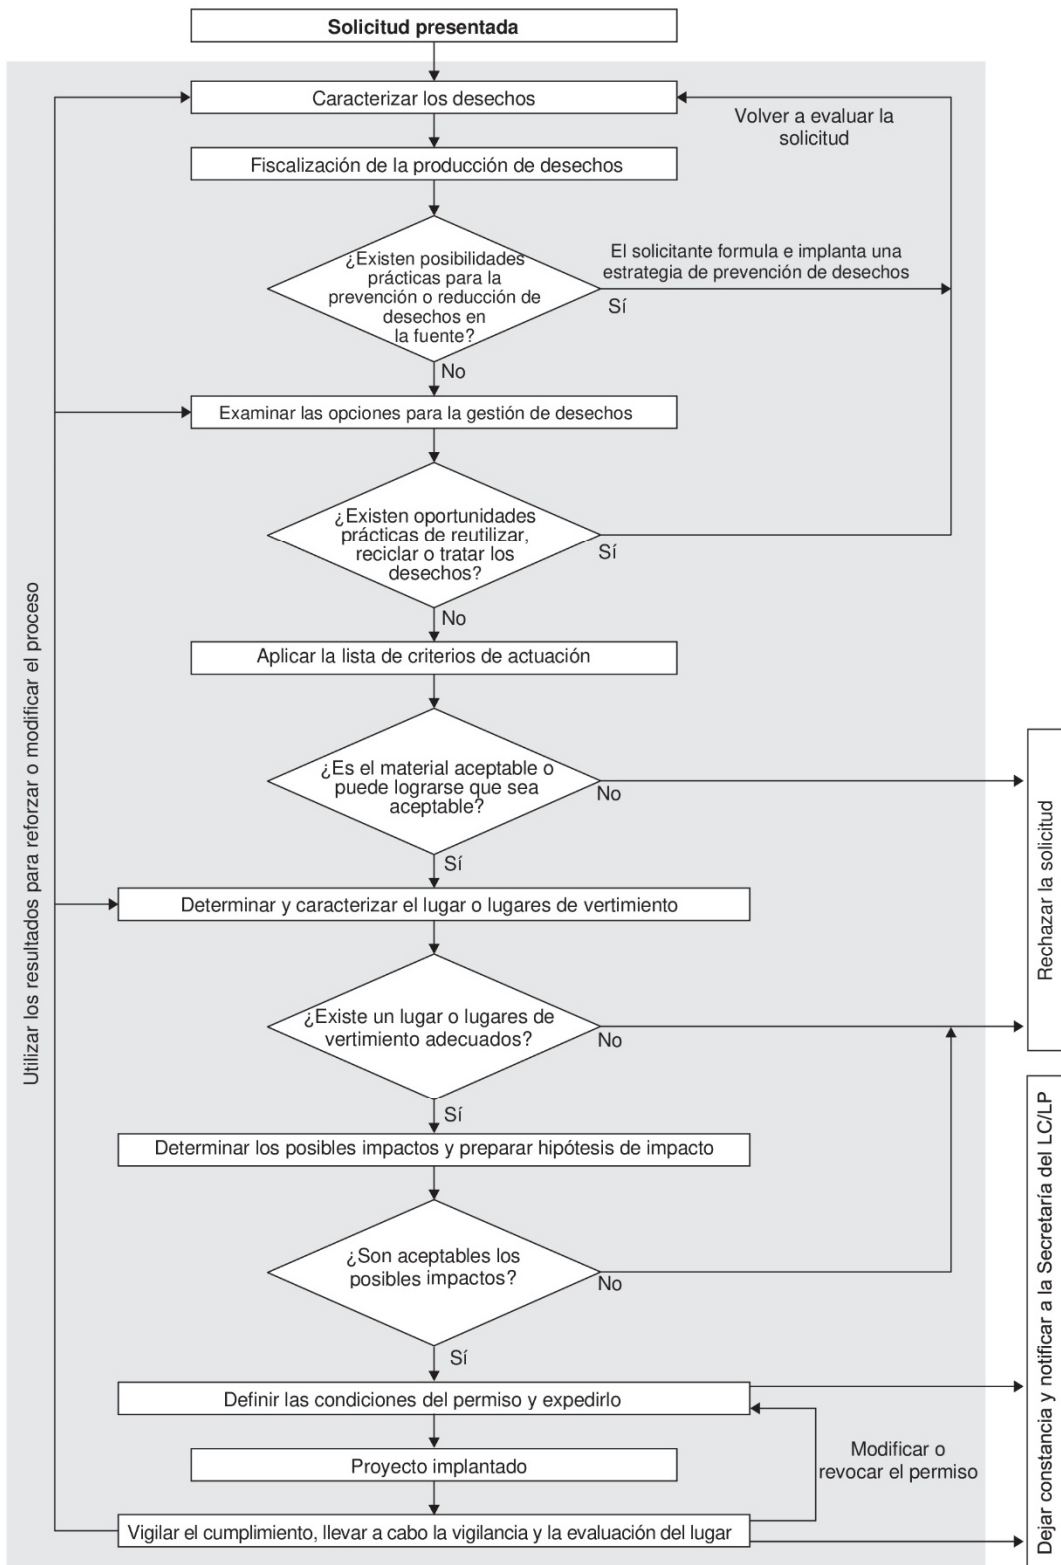 Solicitud presentada
Caracterizar los desechos
Volver a evaluar la
solicitud
Fiscalización de la producción de desechos
¿Existen posibilidades
prácticas para la
prevención o reducción de
desechos en
la fuente?
El solicitante formula e implanta una
estrategia de prevención de desechos
Sí
No
Examinar las opciones para la gestión de desechos
¿Existen oportunidades
prácticas de reutilizar,
reciclar o tratar los
desechos?
Sí
No
Aplicar la lista de criterios de actuación
¿Es el material aceptable o
puede lograrse que sea
aceptable?
No
Sí
Determinar y caracterizar el lugar o lugares de vertimiento
¿Existe un lugar o lugares de
vertimiento adecuados?
No
Sí
Determinar los posibles impactos y preparar hipótesis de impacto
¿Son aceptables los
posibles impactos?
No
Sí
Definir las condiciones del permiso y expedirlo
Proyecto implantado
Modificar o
revocar el permiso
Vigilar el cumplimiento, llevar a cabo la vigilancia y la evaluación del lugar
Utilizar los resultados para reforzar o modificar el proceso
Rechazar la solicitud
Dejar constancia y notificar a la Secretaría del LC/LP